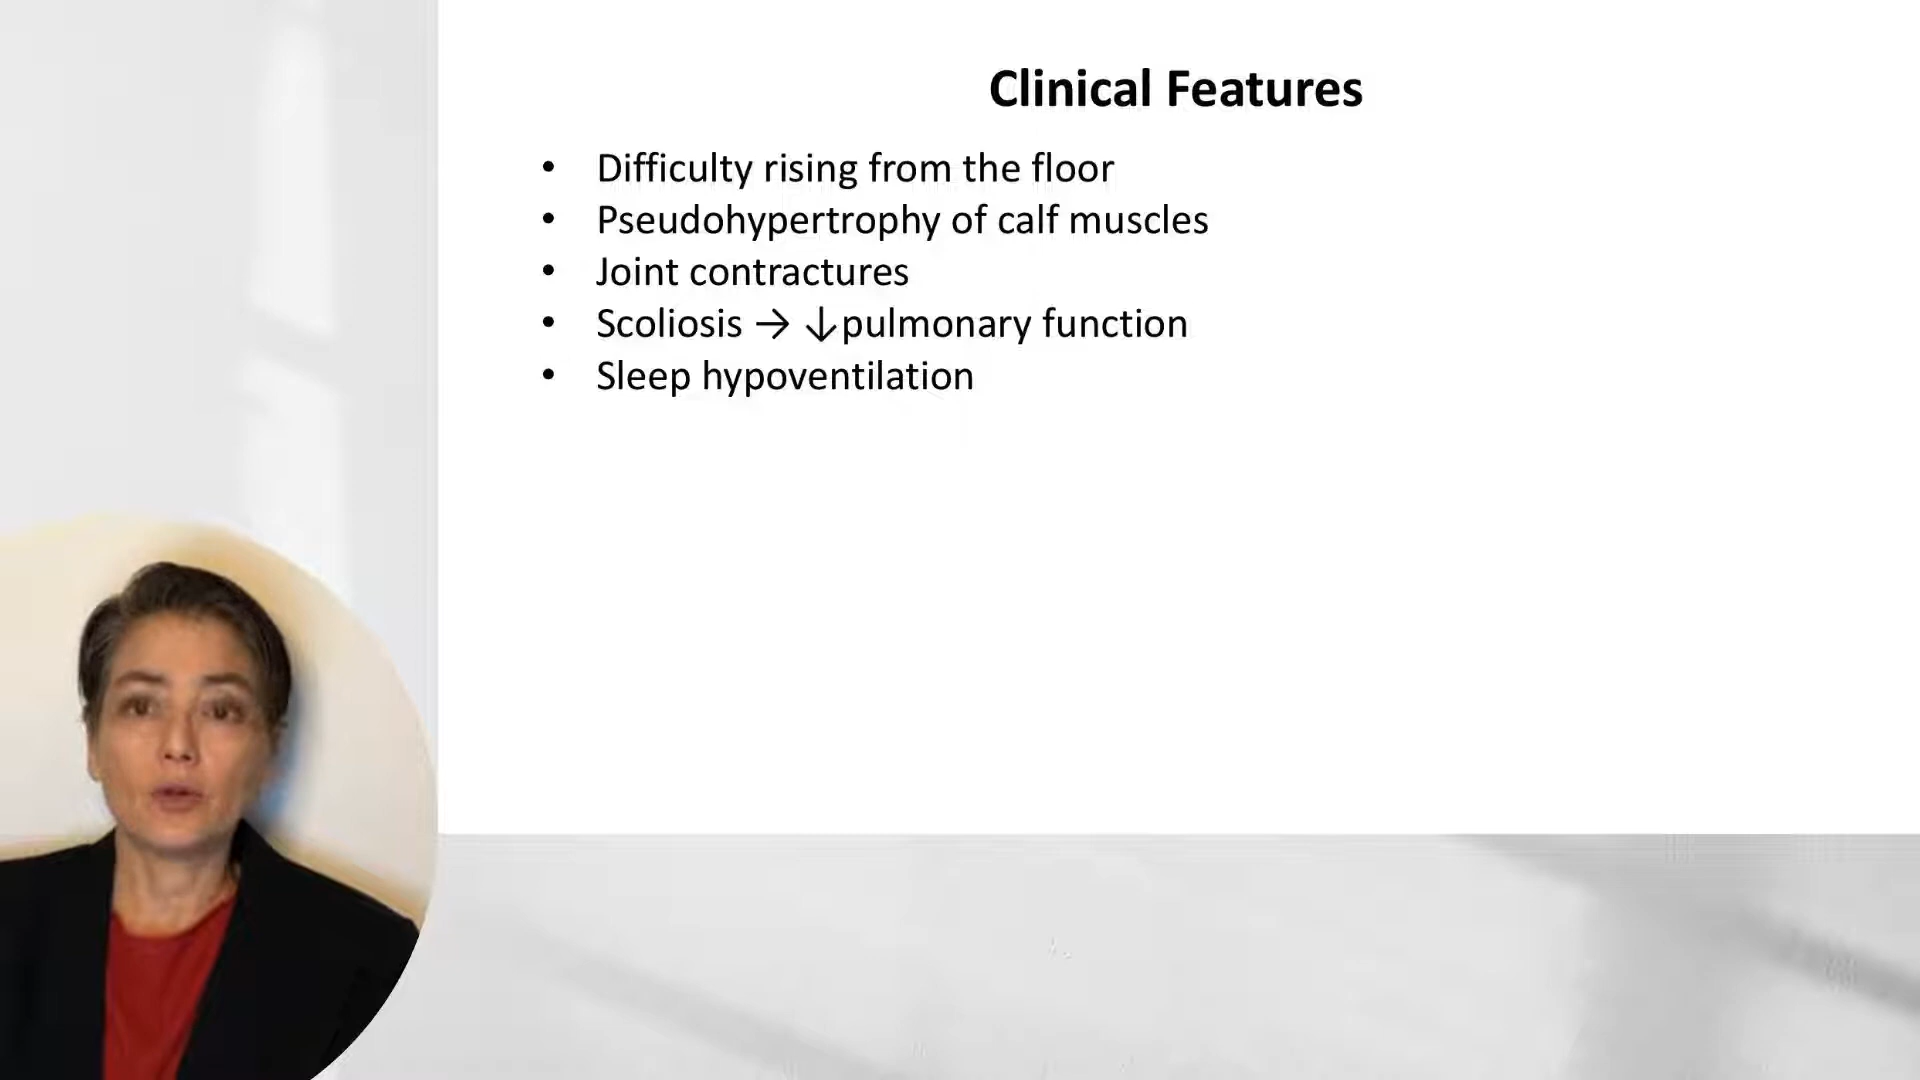 Clinical Features
• Difficulty rising from the floor
• Pseudohypertrophy of calf muscles
• Joint contractures
• Scoliosis → ↓pulmonary function
• Sleep hypoventilation